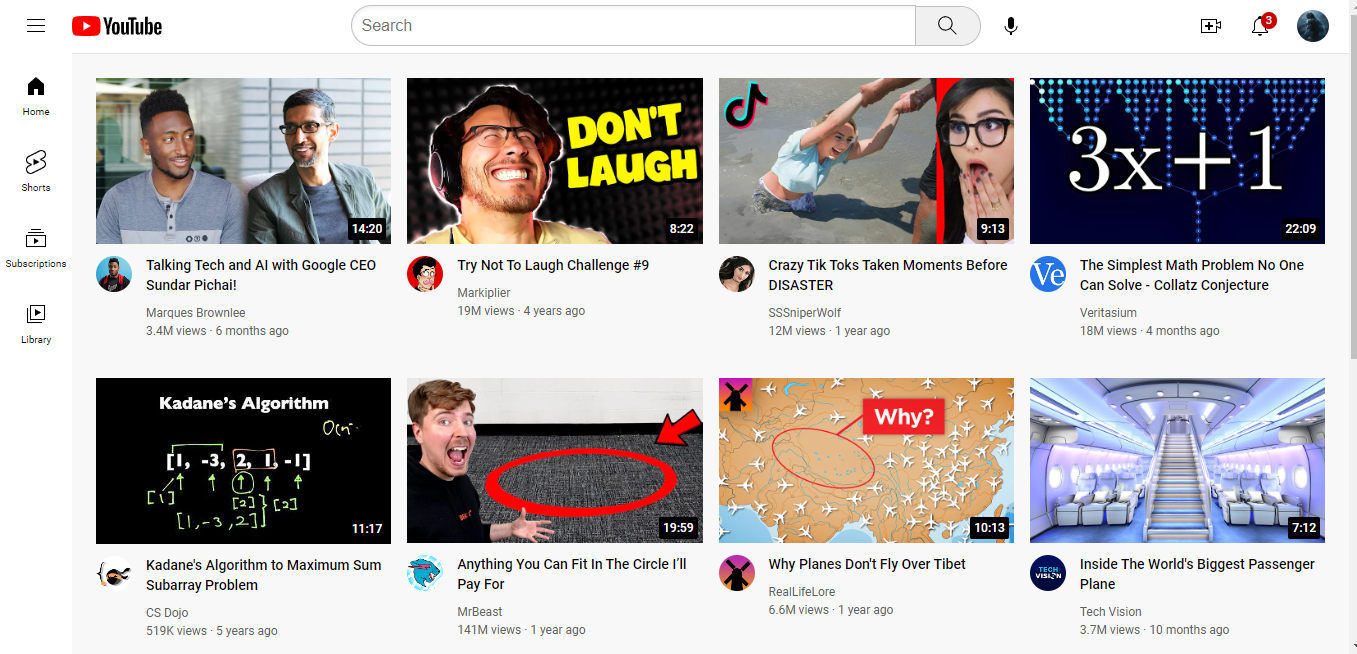 YouTube
Search
3
Home
Shorts
Subscriptions
Library
14:20
Talking Tech and AI with Google CEO
Sundar Pichai!
Marques Brownlee
3.4M views · 6 months ago
DON'T
LAUGH
8:22
Try Not To Laugh Challenge #9
Markiplier
19M views · 4 years ago
9:13
Crazy Tik Toks Taken Moments Before
DISASTER
SSSniperWolf
12M views · 1 year ago
3x+1
22:09
Ve
The Simplest Math Problem No One
Can Solve - Collatz Conjecture
Veritasium
18M views · 4 months ago
Kadane's Algorithm
[1, -3, 2, 1, -1]
[1] [2] } [2]
[1, -3, 2]
11:17
Kadane's Algorithm to Maximum Sum
Subarray Problem
CS Dojo
519K views · 5 years ago
19:59
Anything You Can Fit In The Circle I'll
Pay For
MrBeast
141M views · 1 year ago
Why?
10:13
Why Planes Don't Fly Over Tibet
RealLifeLore
6.6M views · 1 year ago
7:12
TECH
VISION
Inside The World's Biggest Passenger
Plane
Tech Vision
3.7M views · 10 months ago